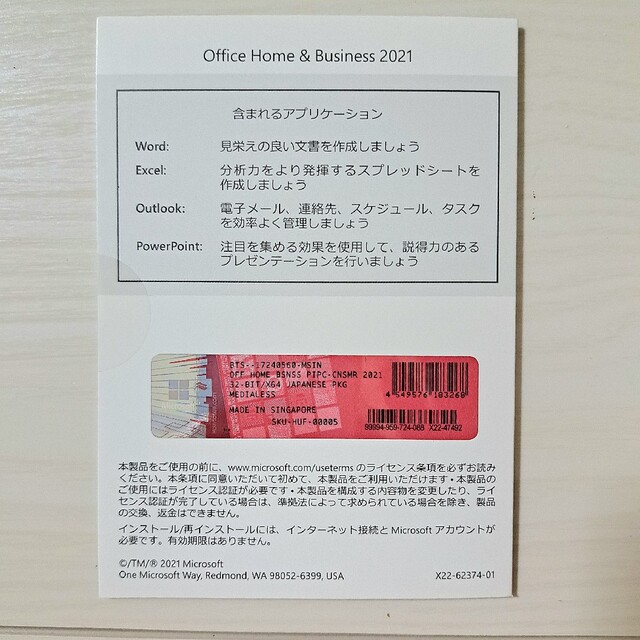 Office Home & Business 2021
含まれるアプリケーション
Word: 見栄えの良い文書を作成しましょう
Excel: 分析力をより発揮するスプレッドシートを
作成しましょう
Outlook: 電子メール、連絡先、スケジュール、タスク
を効率よく管理しましょう
PowerPoint: 注目を集める効果を使用して、説得力のある
プレゼンテーションを行いましょう
BTS--17240560-MSIN
OFF HOME BSNSS PIPC-CNSMR 2021
32-BIT/X64 JAPANESE PKG
MEDIALESS
4 549576 183268
MADE IN SINGAPORE
SKU-HUF-00005
99994-959-724-088 X22-47492
本製品をご使用の前に、www.microsoft.com/useterms のライセンス条項を必ずお読み
ください。本条項に同意いただいて初めて、本製品をご利用いただけます • 本製品の
ご使用にはライセンス認証が必要です • 本製品を構成する内容物を変更したり、ライ
センス認証が完了している場合は、準拠法によって求められている場合を除き、製品
の交換、返金はできません。
インストール/再インストールには、インターネット接続と Microsoft アカウントが
必要です。有効期限はありません。
©/TM/® 2021 Microsoft
One Microsoft Way, Redmond, WA 98052-6399, USA X22-62374-01